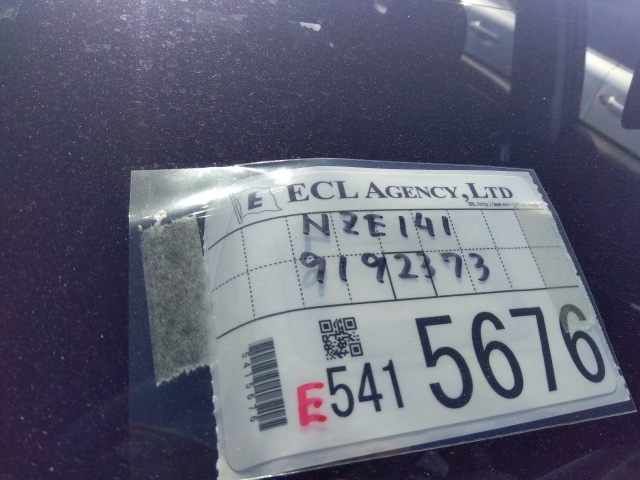 E ECL AGENCY, LTD
NZE141
9192373
5415676
E541 5676